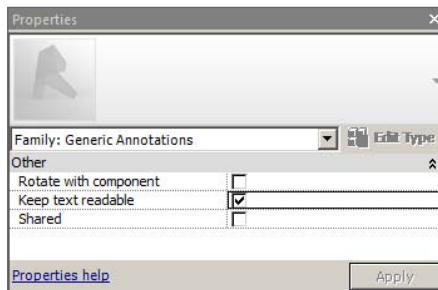 Properties
Family: Generic Annotations
Edit Type
Other
Rotate with component
Keep text readable
Shared
Properties help
Apply